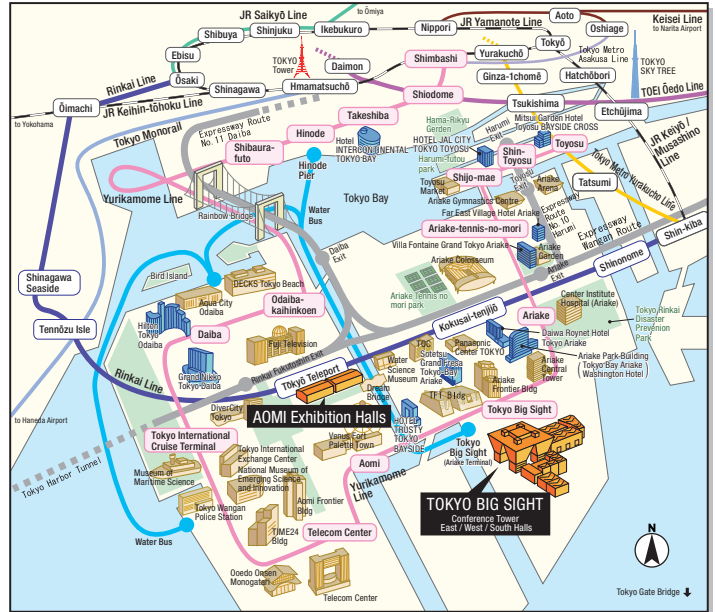 to Ōmiya
JR Saikyō Line
Shibuya
Shinjuku
Ikebukuro
Nippori
JR Yamanote Line
Aoto
Keisei Line
to Narita Airport
Oshiage
Ebisu
TOKYO
Tower
Daimon
Shimbashi
Yurakuchō
Tokyō
Tokyo Metro
Asakusa Line
TOKYO
SKY TREE
Ginza-1chomē
Hatchōbori
Rinkai Line
Ōsaki
Shinagawa
Hmamatsuchō
Shiodome
TOEI Ōedo Line
Ōimachi
JR Keihin-tōhoku Line
to Yokohama
Tokyo Monorail
Expressway Route
No.11 Daiba
Takeshiba
Hinode
Shibaura-
futo
Hama-Rikyu
Garden
Harumi
Exit
Tsukishima
Mitsui Garden Hotel
Toyosu BAYSIDE CROSS
Etchūjima
JR Keiyō /
Musashino
Line
Hotel
INTERCONTINENTAL
TOKYO BAY
HOTEL JAL CITY
TOKYO TOYOSU
Harumi-futou
park
Shin-
Toyosu
Toyosu
Hinode
Pier
Shijo-mae
Toyosu
Exit
Toyosu
Market
Ariake
Arena
Tatsumi
Tokyo Metro Yurakucho Line
Ariake Gymnastics Centre
Far East Village Hotel Ariake
Yurikamome Line
Rainbow Bridge
Water
Bus
Tokyo Bay
Ariake-tennis-no-mori
Expressway
Route
No.10
Harumi
Expressway
Wangan Route
Shin-kiba
Villa Fontaine Grand Tokyo Ariake
Ariake
Garden
Daiba
Exit
Ariake
Exit
Shinonome
Ariake Colosseum
Bird Island
DECKS Tokyo Beach
Aqua City
Odaiba
Odaiba-
kaihinkoen
Ariake Tennis no
mori park
Shinagawa
Seaside
Center Institute
Hospital (Ariake)
Tokyo Rinkai
Disaster
Prevenion
Park
Kokusai-tenjijō
Ariake
Tennōzu Isle
Hilton
Tokyo
Odaiba
Daiba
Fuji Television
Daiwa Roynet Hotel
Tokyo Ariake
TOC
Panasonic
Center TOKYO
Sotetsu
Grand Fresa
Tokyo-Bay
Ariake
Water
Science
Museum
Ariake Park-Building
(Tokyo Bay Ariake
Washington Hotel)
Ariake
Central
Tower
Rinkai Line
Grand Nikko
Tokyo Daiba
Rinkai Fukutoshin Exit
Tōkyō Teleport
Dream
Bridge
Ariake
Frontier Bldg
TFT Bldg
DiverCity
Tokyo
AOMI Exhibition Halls
Tokyo Big Sight
to Haneda Airport
HOTEL
TRUSTY
TOKYO
BAYSIDE
Tokyo International
Cruise Terminal
Venus Fort
Palette Town
Tokyo
Big Sight
(Ariake Terminal)
Tokyo International
Exchange Center
National Museum of
Emerging Science
and Innovation
Aomi
Yurikamome
Line
Museum of
Maritime Science
Tokyo Harbor Tunnel
TOKYO BIG SIGHT
Conference Tower
East / West / South Halls
Aomi Frontier
Bldg
Tokyo Wangan
Police Station
TIME24
Bldg
Telecom Center
Water Bus
N
Ooedo Onsen
Monogatari
Telecom Center
Tokyo Gate Bridge